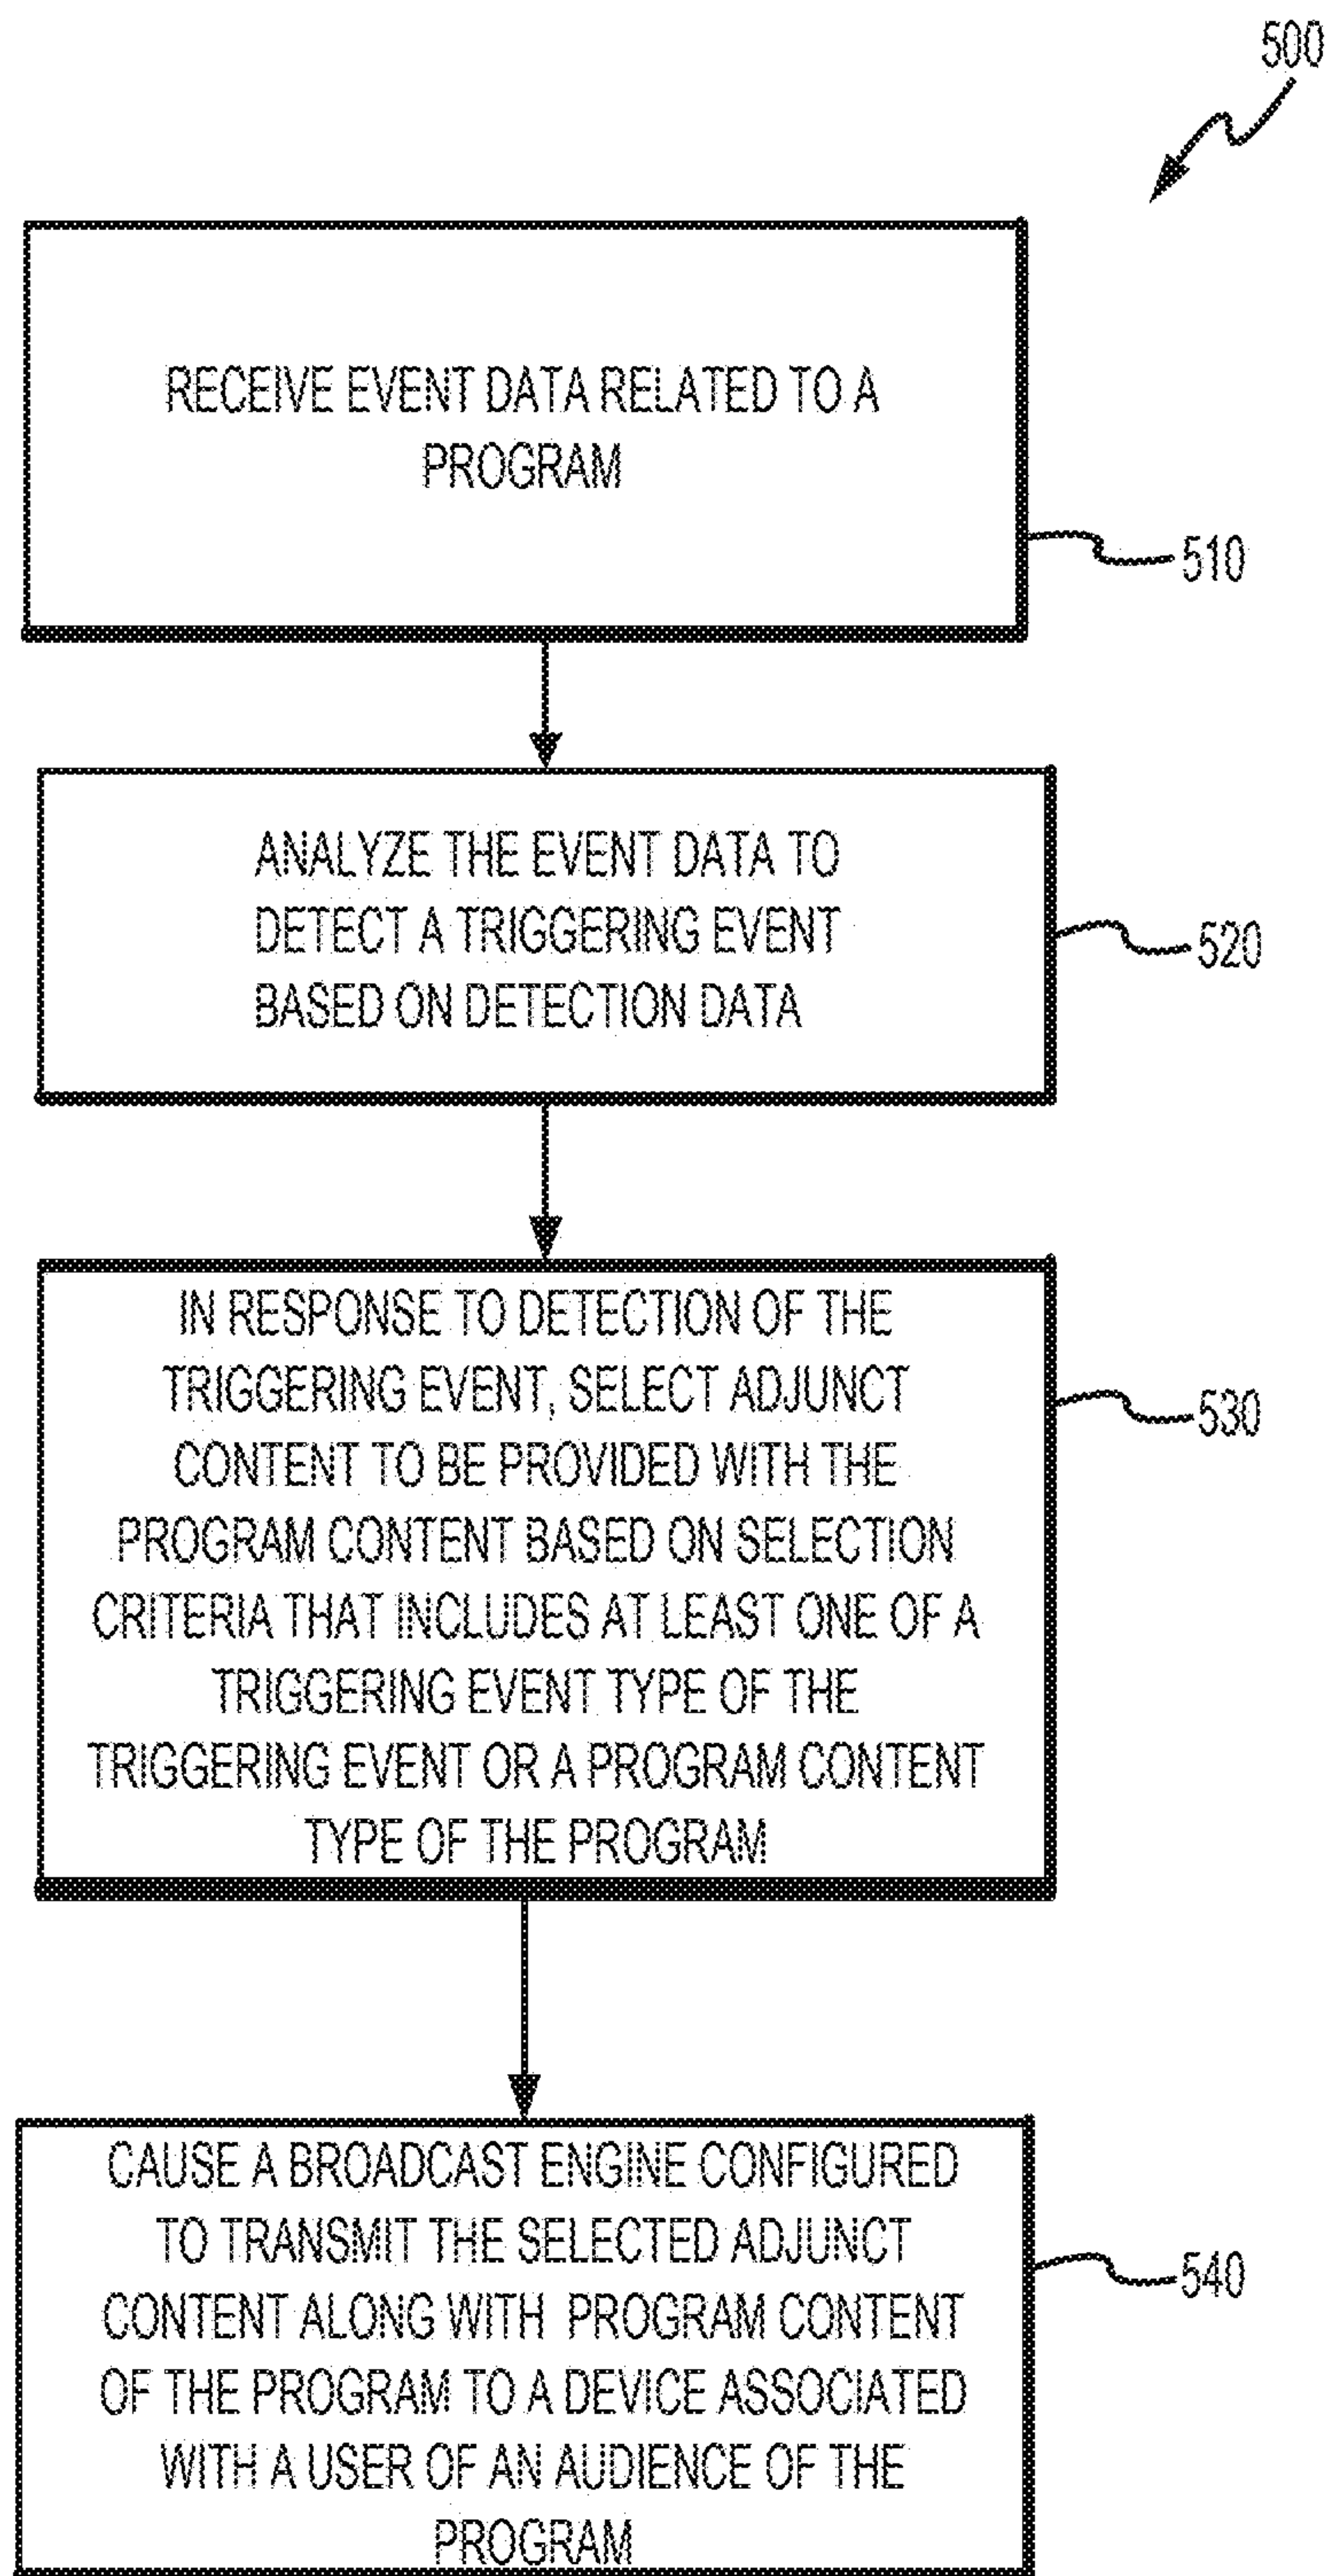 500
RECEIVE EVENT DATA RELATED TO A
PROGRAM
510
ANALYZE THE EVENT DATA TO
DETECT A TRIGGERING EVENT
BASED ON DETECTION DATA
520
IN RESPONSE TO DETECTION OF THE
TRIGGERING EVENT, SELECT ADJUNCT
CONTENT TO BE PROVIDED WITH THE
PROGRAM CONTENT BASED ON SELECTION
CRITERIA THAT INCLUDES AT LEAST ONE OF A
TRIGGERING EVENT TYPE OF THE
TRIGGERING EVENT OR A PROGRAM CONTENT
TYPE OF THE PROGRAM
530
CAUSE A BROADCAST ENGINE CONFIGURED
TO TRANSMIT THE SELECTED ADJUNCT
CONTENT ALONG WITH PROGRAM CONTENT
OF THE PROGRAM TO A DEVICE ASSOCIATED
WITH A USER OF AN AUDIENCE OF THE
PROGRAM
540